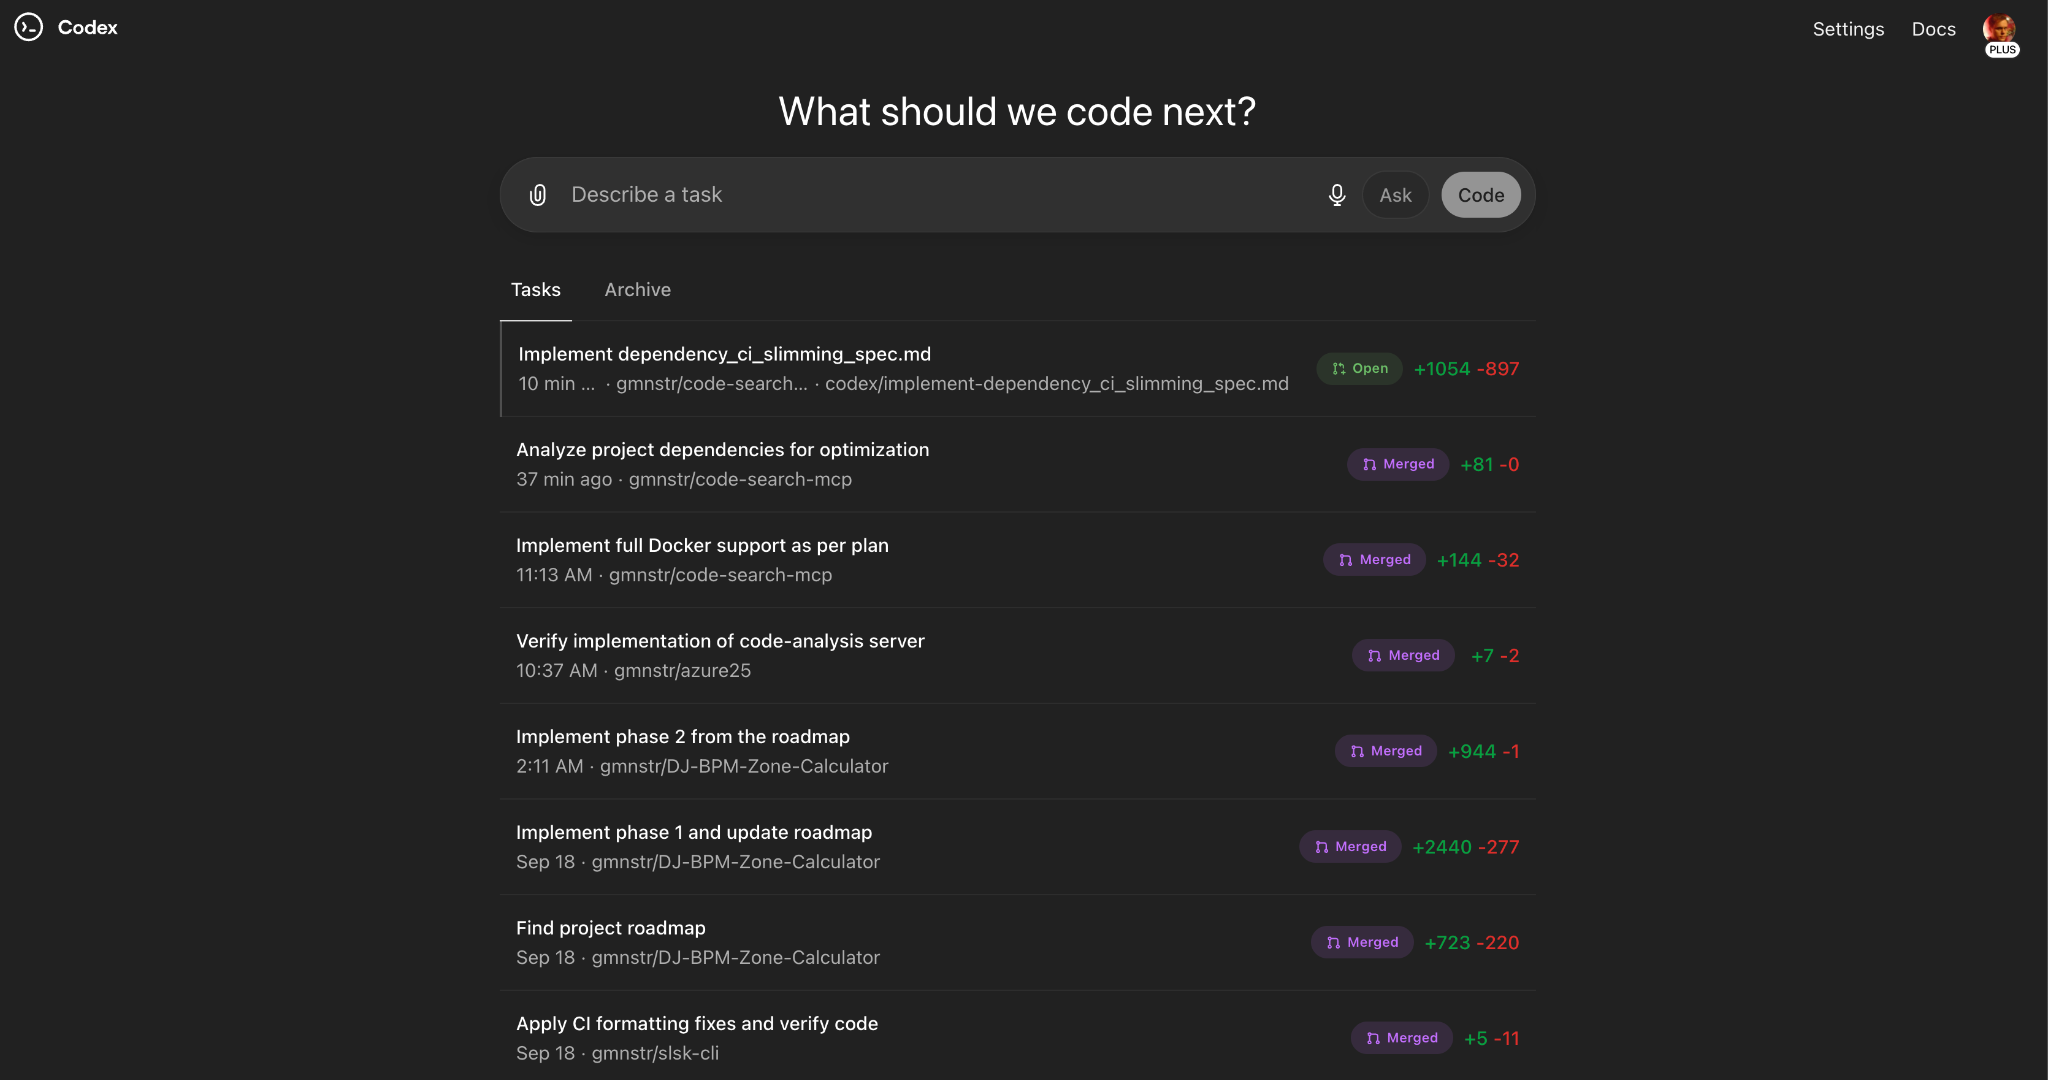 Codex
Settings
Docs
PLUS
What should we code next?
Describe a task
Ask
Code
Tasks
Archive
Implement dependency_ci_slimming_spec.md
10 min ... · gmnstr/code-search... · codex/implement-dependency_ci_slimming_spec.md
Open
+1054 -897
Analyze project dependencies for optimization
37 min ago · gmnstr/code-search-mcp
Merged
+81 -0
Implement full Docker support as per plan
11:13 AM · gmnstr/code-search-mcp
Merged
+144 -32
Verify implementation of code-analysis server
10:37 AM · gmnstr/azure25
Merged
+7 -2
Implement phase 2 from the roadmap
2:11 AM · gmnstr/DJ-BPM-Zone-Calculator
Merged
+944 -1
Implement phase 1 and update roadmap
Sep 18 · gmnstr/DJ-BPM-Zone-Calculator
Merged
+2440 -277
Find project roadmap
Sep 18 · gmnstr/DJ-BPM-Zone-Calculator
Merged
+723 -220
Apply CI formatting fixes and verify code
Sep 18 · gmnstr/slsk-cli
Merged
+5 -11